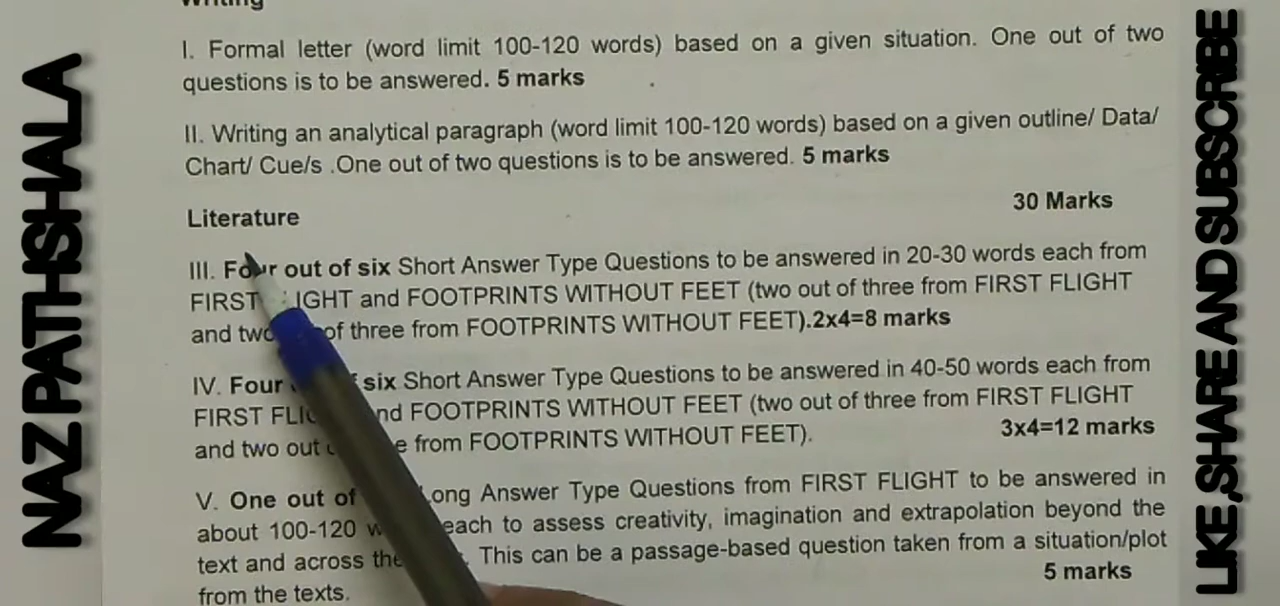 Writing
I. Formal letter (word limit 100-120 words) based on a given situation. One out of two
questions is to be answered. 5 marks
II. Writing an analytical paragraph (word limit 100-120 words) based on a given outline/ Data/
Chart/ Cue/s .One out of two questions is to be answered. 5 marks
Literature 30 Marks
III. Four out of six Short Answer Type Questions to be answered in 20-30 words each from
FIRST and FOOTPRINTS WITHOUT FEET (two out of three from FIRST FLIGHT
and of three from FOOTPRINTS WITHOUT FEET).2x4=8 marks
IV. Four six Short Answer Type Questions to be answered in 40-50 words each from
FIRST FOOTPRINTS WITHOUT FEET (two out of three from FIRST FLIGHT
and two out from FOOTPRINTS WITHOUT FEET). 3x4=12 marks
V. One out of Answer Type Questions from FIRST FLIGHT to be answered in
about 100-120 each to assess creativity, imagination and extrapolation beyond the
text and across This can be a passage-based question taken from a situation/plot
from the texts. 5 marks
NAZ PATHSHALA
LIKE,SHARE AND SUBSCRIBE